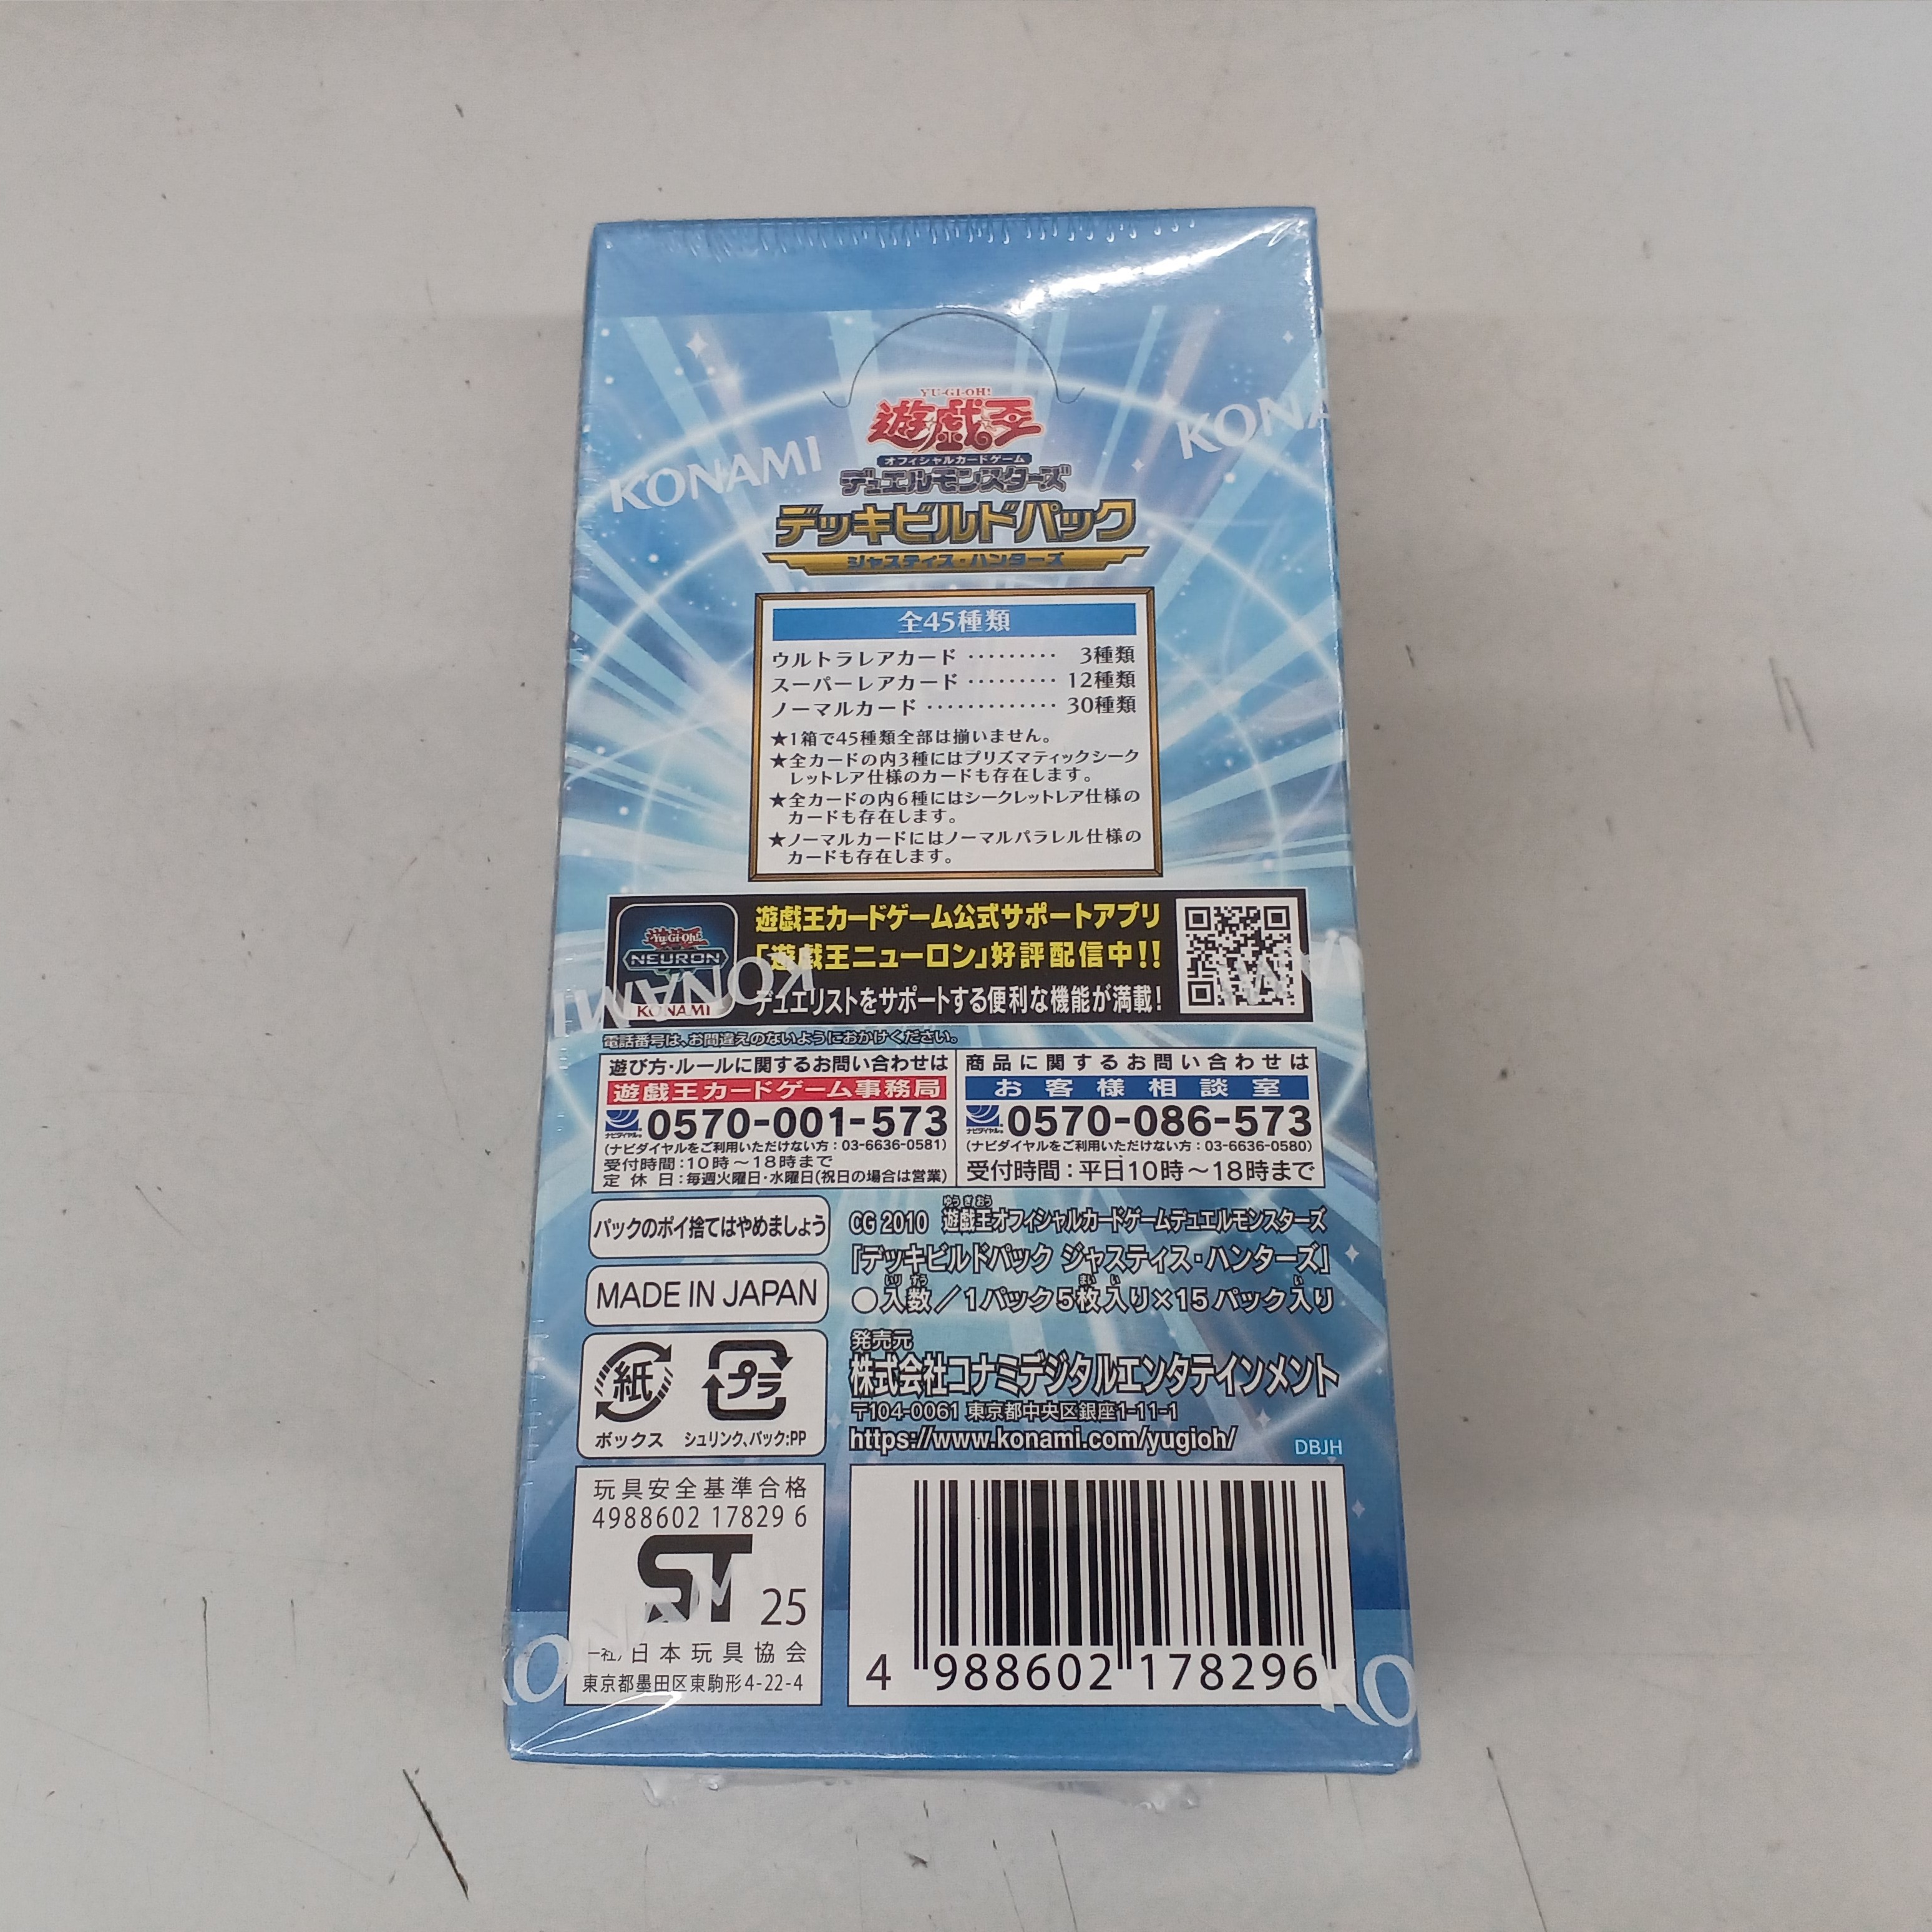 YU-GI-OH!
遊戯王
オフィシャルカードゲーム
デュエルモンスターズ
KONAMI
KONA
デッキビルドパック
ジャスティス・ハンターズ
全45種類
ウルトラレアカード ········· 3種類
スーパーレアカード ········· 12種類
ノーマルカード ············· 30種類
★1箱で45種類全部は揃いません。
★全カードの内3種にはプリズマティックシーク
レットレア仕様のカードも存在します。
★全カードの内6種にはシークレットレア仕様の
カードも存在します。
★ノーマルカードにはノーマルパラレル仕様の
カードも存在します。
Yu-Gi-Oh!
NEURON
KONAMI
遊戯王カードゲーム公式サポートアプリ
「遊戯王ニューロン」好評配信中!!
デュエリストをサポートする便利な機能が満載!
KONAMI
電話番号は、お間違えのないようにおかけください。
遊び方・ルールに関するお問い合わせは
遊戯王カードゲーム事務局
ナビダイヤル 0570-001-573
(ナビダイヤルをご利用いただけない方:03-6636-0581)
受付時間:10時~18時まで
定休日:毎週火曜日・水曜日(祝日の場合は営業)
商品に関するお問い合わせは
お客様相談室
ナビダイヤル 0570-086-573
(ナビダイヤルをご利用いただけない方:03-6636-0580)
受付時間:平日10時~18時まで
パックのポイ捨てはやめましょう
MADE IN JAPAN
紙
プラ
ボックス
シュリンク、パック:PP
ゆうぎおう
CG 2010 遊戯王オフィシャルカードゲームデュエルモンスターズ
「デッキビルドパック ジャスティス・ハンターズ」
いりすう まいい い
○入数/1パック5枚入り×15パック入り
発売元
株式会社コナミデジタルエンタテインメント
〒104-0061 東京都中央区銀座1-11-1
https://www.konami.com/yugioh/
DBJH
玩具安全基準合格
4988602 17829 6
ST 25
日本玩具協会
東京都墨田区東駒形4-22-4
4 988602 178296
KO
KO